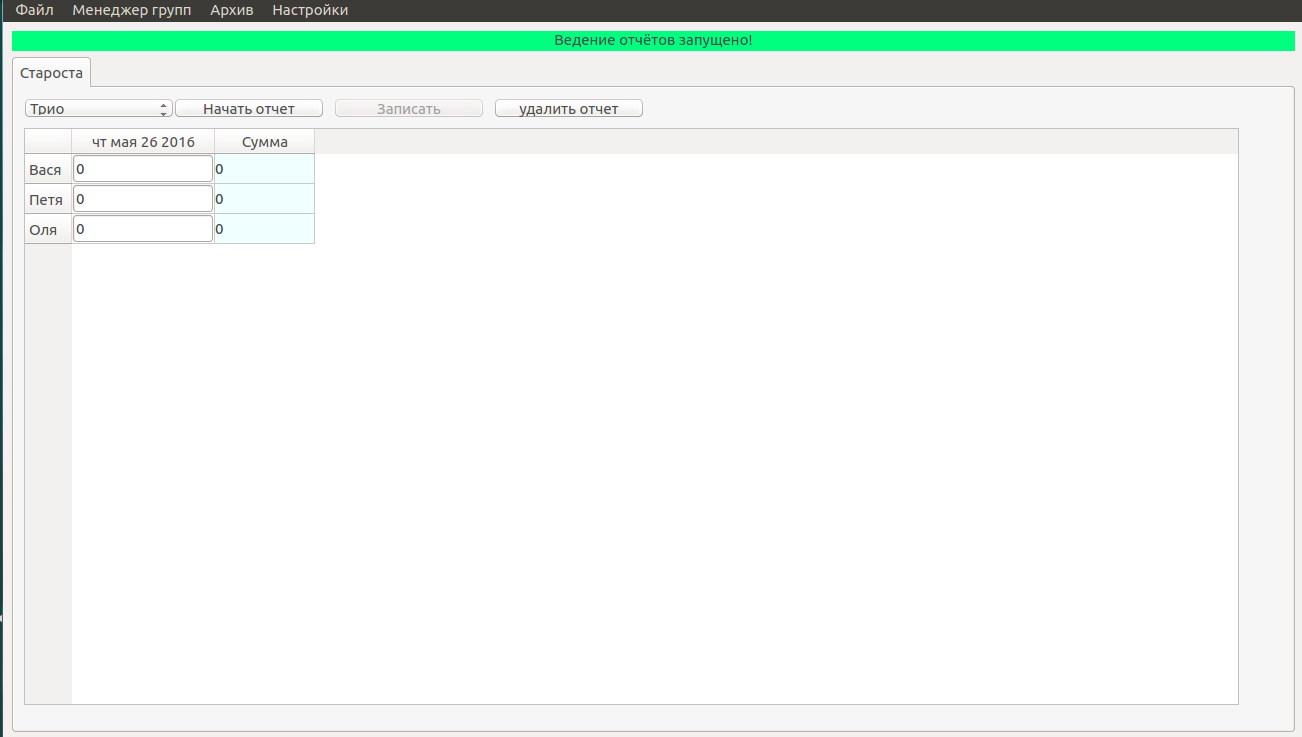 Файл Менеджер групп Архив Настройки
Ведение отчётов запущено!
Староста
Трио Начать отчет Записать удалить отчет
чт мая 26 2016 Сумма
Вася 0 0
Петя 0 0
Оля 0 0